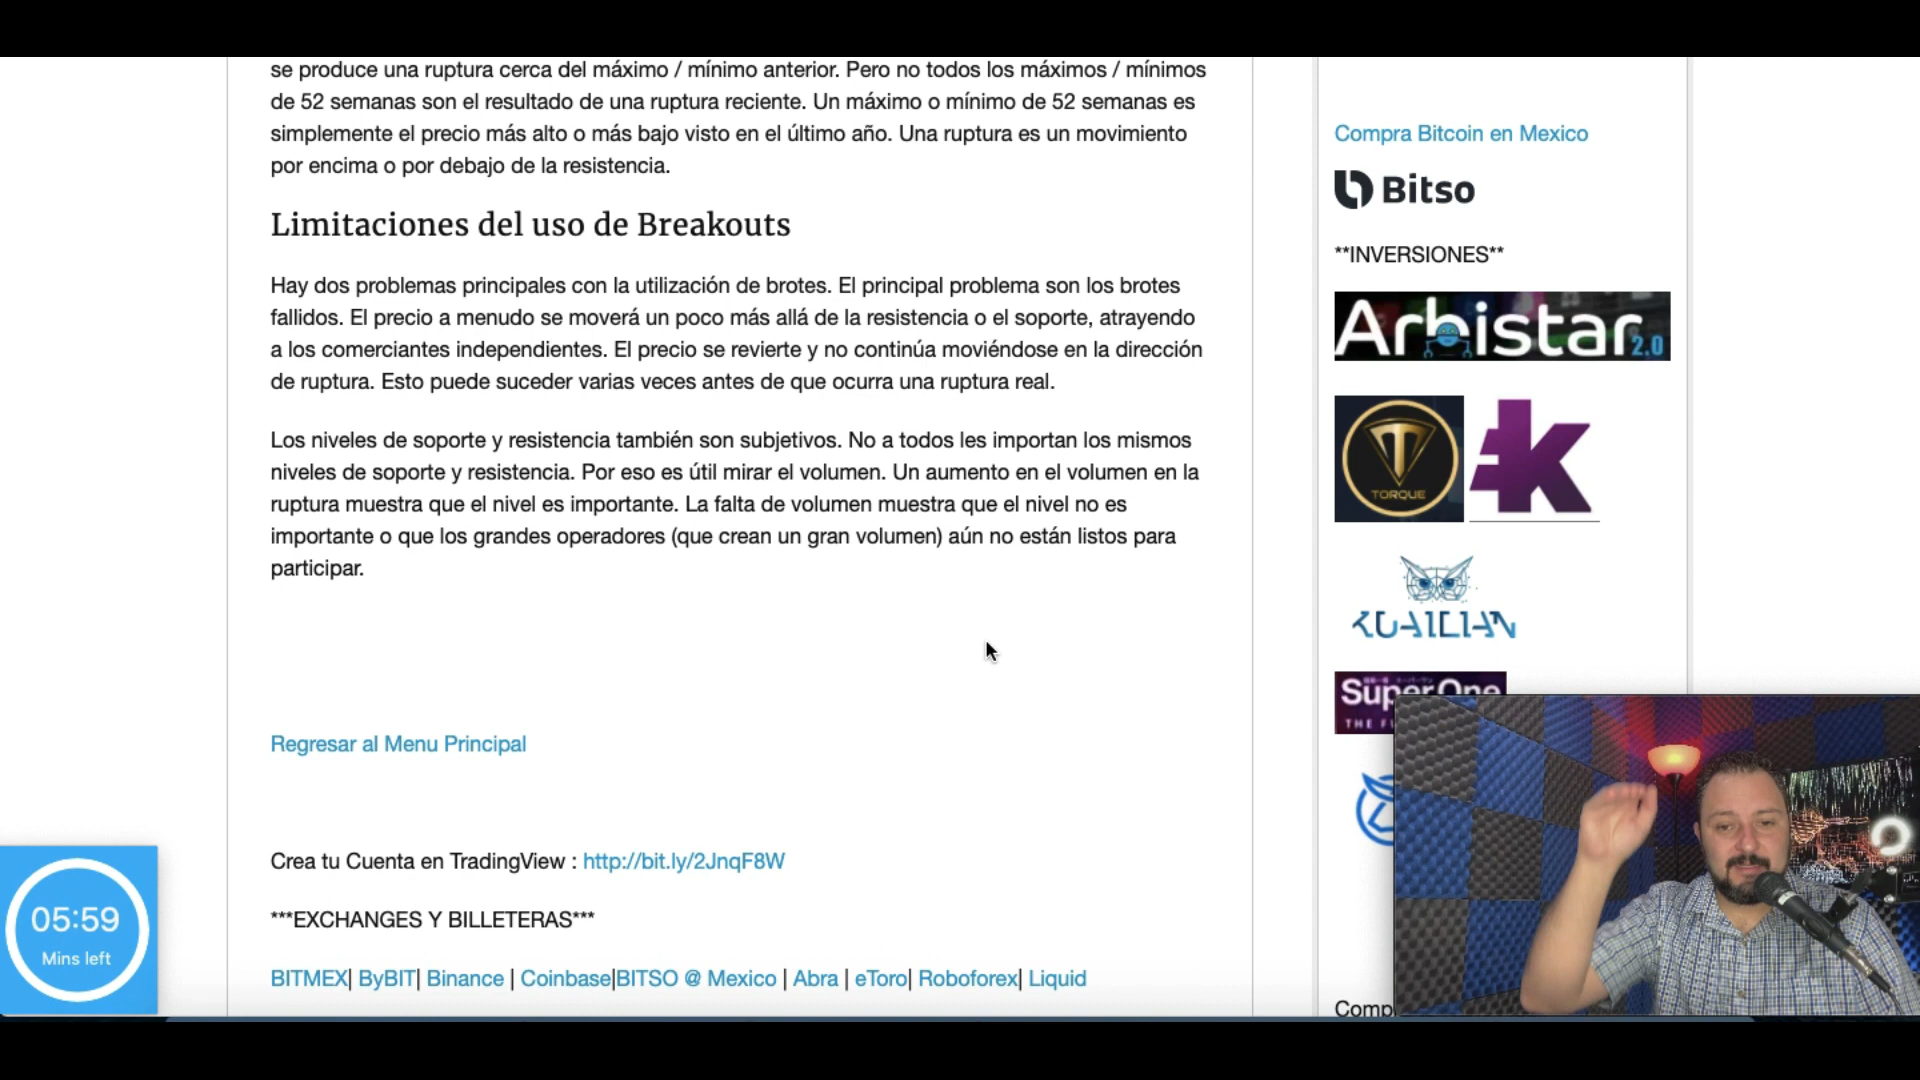 se produce una ruptura cerca del máximo / mínimo anterior. Pero no todos los máximos / mínimos
de 52 semanas son el resultado de una ruptura reciente. Un máximo o mínimo de 52 semanas es
simplemente el precio más alto o más bajo visto en el último año. Una ruptura es un movimiento
por encima o por debajo de la resistencia.
Limitaciones del uso de Breakouts
Hay dos problemas principales con la utilización de brotes. El principal problema son los brotes
fallidos. El precio a menudo se moverá un poco más allá de la resistencia o el soporte, atrayendo
a los comerciantes independientes. El precio se revierte y no continúa moviéndose en la dirección
de ruptura. Esto puede suceder varias veces antes de que ocurra una ruptura real.
Los niveles de soporte y resistencia también son subjetivos. No a todos les importan los mismos
niveles de soporte y resistencia. Por eso es útil mirar el volumen. Un aumento en el volumen en la
ruptura muestra que el nivel es importante. La falta de volumen muestra que el nivel no es
importante o que los grandes operadores (que crean un gran volumen) aún no están listos para
participar.
Regresar al Menu Principal
Crea tu Cuenta en TradingView : http://bit.ly/2JnqF8W
***EXCHANGES Y BILLETERAS***
BITMEX| ByBIT| Binance | Coinbase|BITSO @ Mexico | Abra | eToro| Roboforex| Liquid
05:59
Mins left
Compra Bitcoin en Mexico
Bitso
**INVERSIONES**
Arbistar 2.0
TORQUE
K
KUAILIAN
SuperOne
THE
Comp